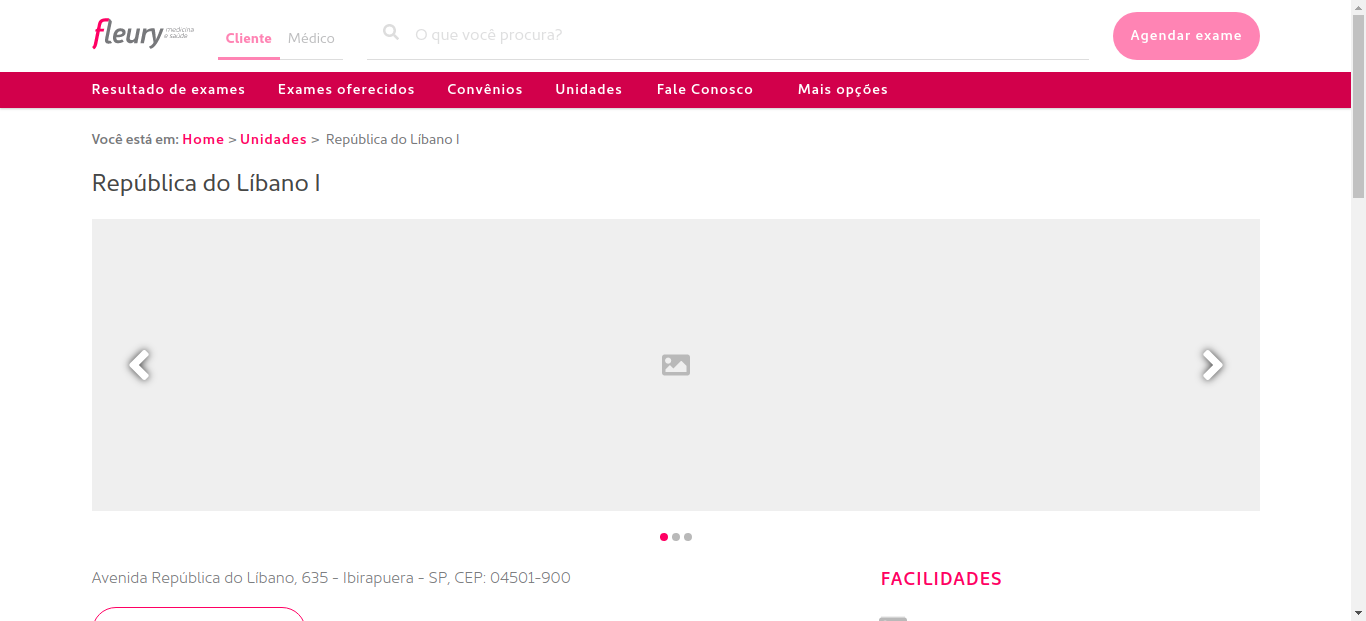 fleury medicina
e saúde
Cliente Médico
O que você procura?
Agendar exame
Resultado de exames Exames oferecidos Convênios Unidades Fale Conosco Mais opções
Você está em: Home > Unidades > República do Líbano I
República do Líbano I
Avenida República do Líbano, 635 - Ibirapuera - SP, CEP: 04501-900
FACILIDADES